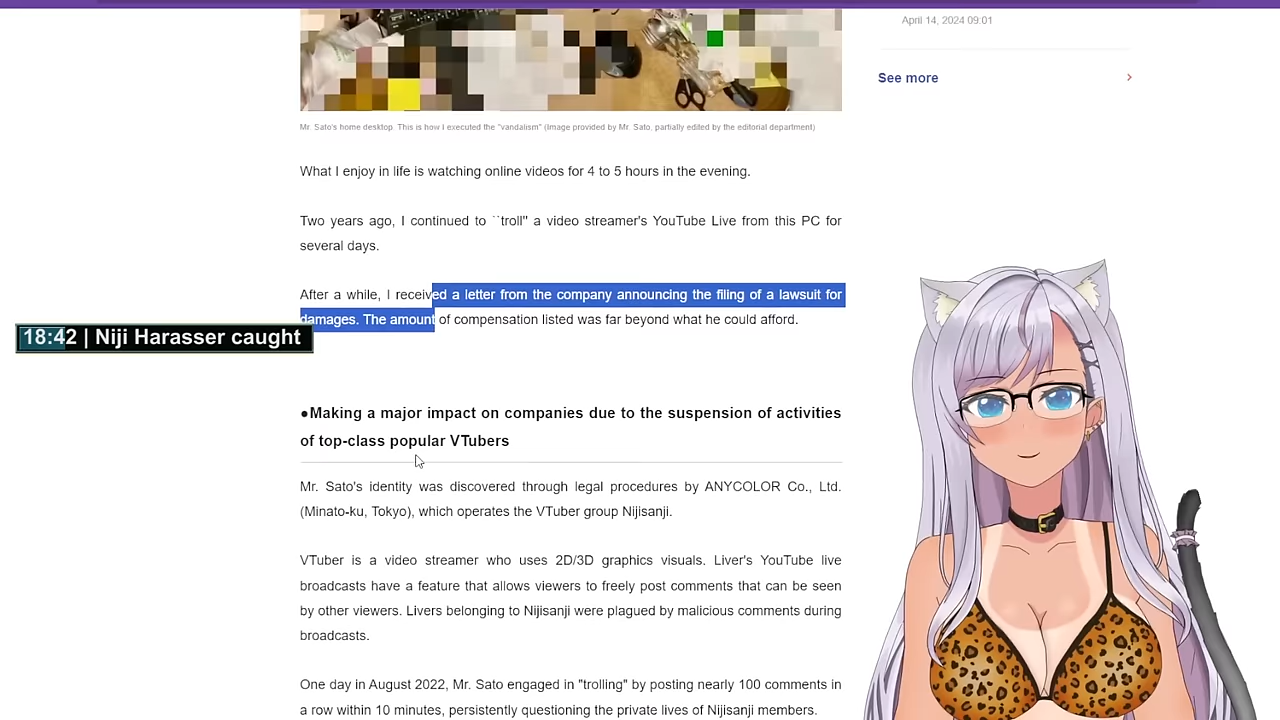 April 14, 2024 09:01
See more
Mr. Sato's home desktop. This is how I executed the "vandalism" (Image provided by Mr. Sato, partially edited by the editorial department)
What I enjoy in life is watching online videos for 4 to 5 hours in the evening.
Two years ago, I continued to ``troll" a video streamer's YouTube Live from this PC for
several days.
After a while, I received a letter from the company announcing the filing of a lawsuit for
damages. The amount of compensation listed was far beyond what he could afford.
18:42 | Niji Harasser caught
●Making a major impact on companies due to the suspension of activities
of top-class popular VTubers
Mr. Sato's identity was discovered through legal procedures by ANYCOLOR Co., Ltd.
(Minato-ku, Tokyo), which operates the VTuber group Nijisanji.
VTuber is a video streamer who uses 2D/3D graphics visuals. Liver's YouTube live
broadcasts have a feature that allows viewers to freely post comments that can be seen
by other viewers. Livers belonging to Nijisanji were plagued by malicious comments during
broadcasts.
One day in August 2022, Mr. Sato engaged in "trolling" by posting nearly 100 comments in
a row within 10 minutes, persistently questioning the private lives of Nijisanji members.